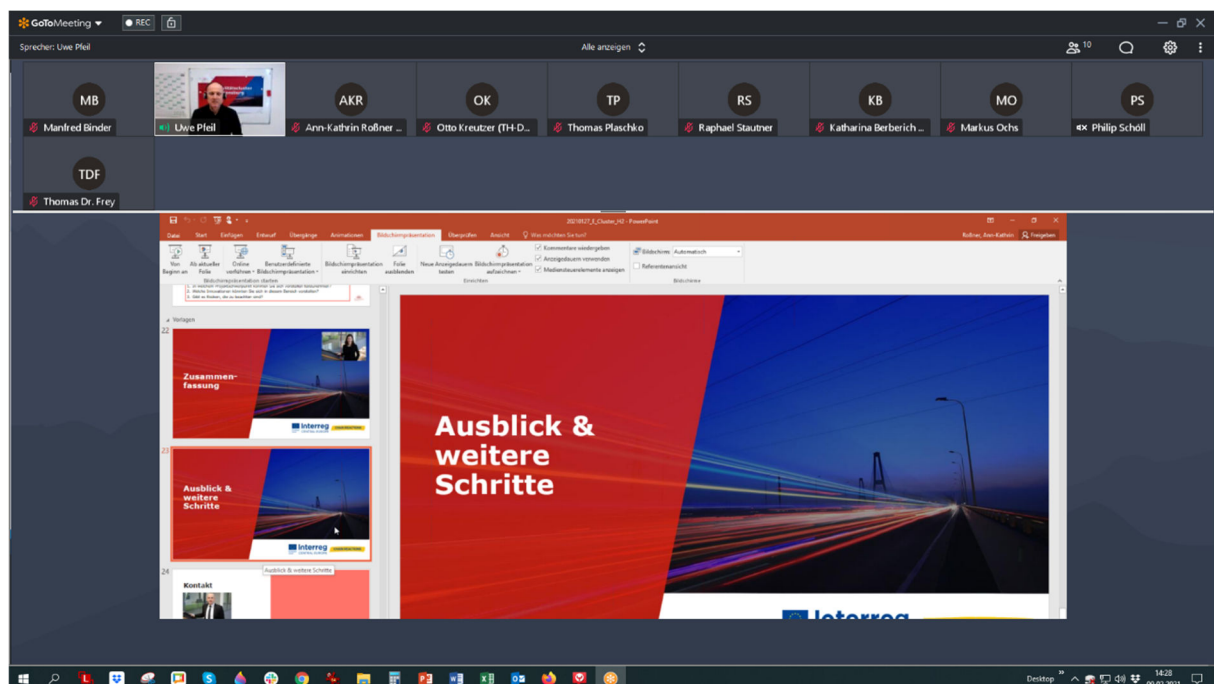 GoToMeeting
REC
Sprecher: Uwe Pfeil
Alle anzeigen
10
MB
Manfred Binder
Uwe Pfeil
AKR
Ann-Kathrin Roßner ...
OK
Otto Kreutzer (TH-D...
TP
Thomas Plaschko
RS
Raphael Stautner
KB
Katharina Berberich ...
MO
Markus Ochs
PS
Philip Schöll
TDF
Thomas Dr. Frey
20210127_E_Cluster_HZ - PowerPoint
Datei Start Einfügen Entwurf Übergänge Animationen Bildschirmpräsentation Überprüfen Ansicht Was möchten Sie tun?
Roßner, Ann-Kathrin Freigeben
Von Beginn an
Ab aktueller Folie
Online vorführen
Benutzerdefinierte Bildschirmpräsentation
Bildschirmpräsentation einrichten
Folie ausblenden
Neue Anzeigedauern testen
Bildschirmpräsentation aufzeichnen
Kommentare wiedergeben
Anzeigedauern verwenden
Mediensteuerelemente anzeigen
Bildschirm: Automatisch
Referentenansicht
Bildschirmpräsentation starten
Einrichten
Bildschirme
Vorlagen
22
Zusammen-
fassung
Interreg
CENTRAL EUROPE
23
Ausblick &
weitere
Schritte
Interreg
CENTRAL EUROPE
Ausblick & weitere Schritte
24
Kontakt
Ausblick &
weitere
Schritte
Interreg
Desktop
14:28